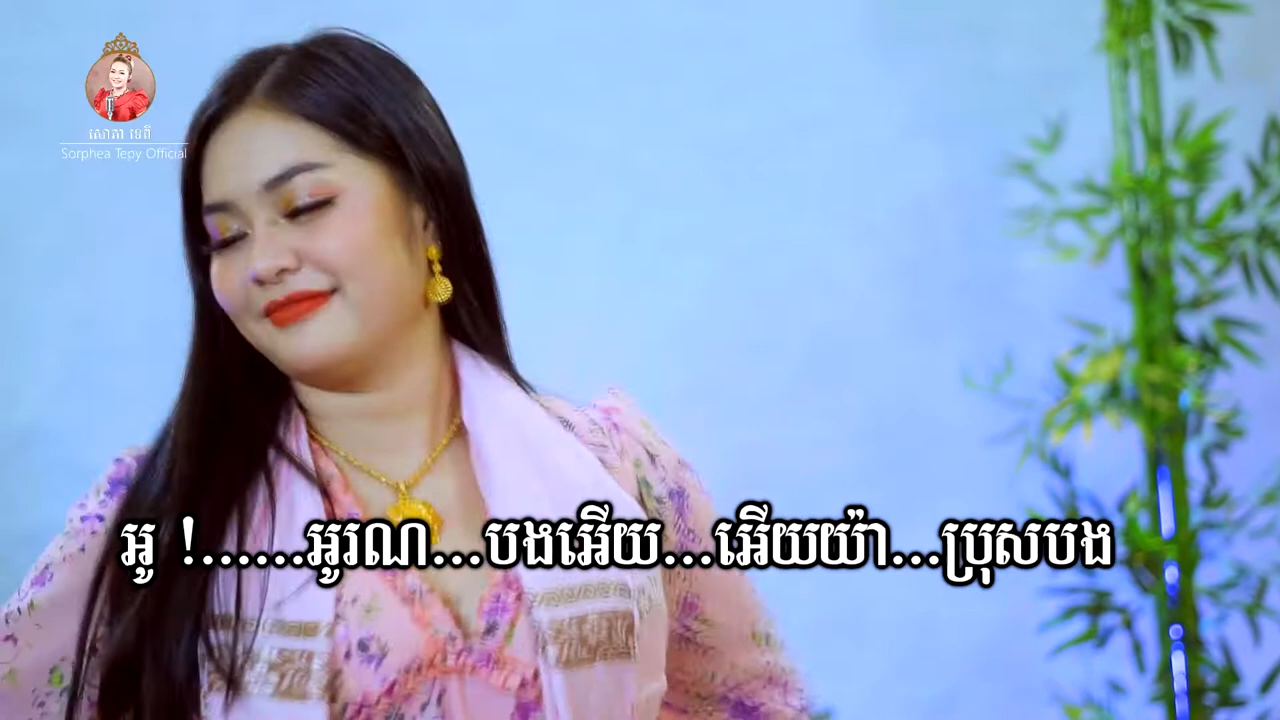 សោភា ទេពី
Sorphea Tepy Official
អូ !......អូរណ...បងអើយ...អើយយ៉ា...ប្រុសបង